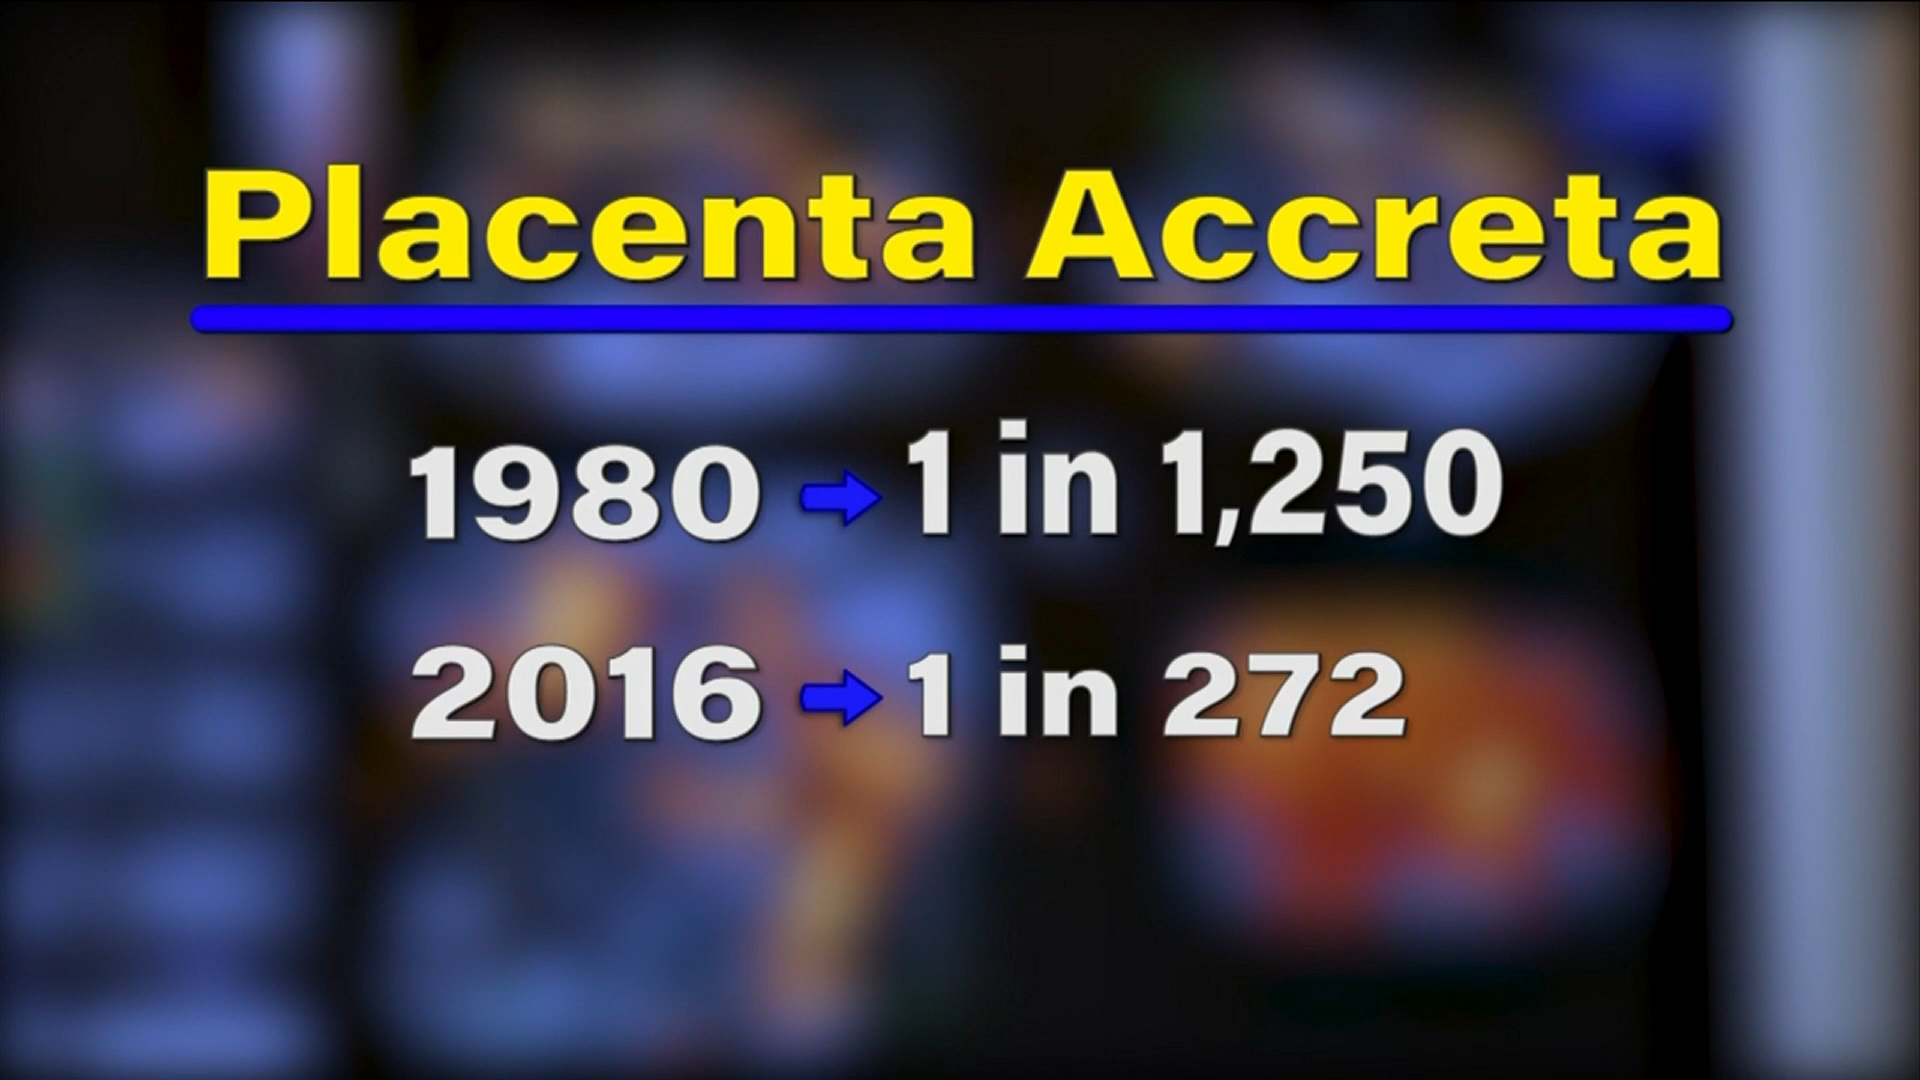 Placenta Accreta
1980 → 1 in 1,250
2016 → 1 in 272